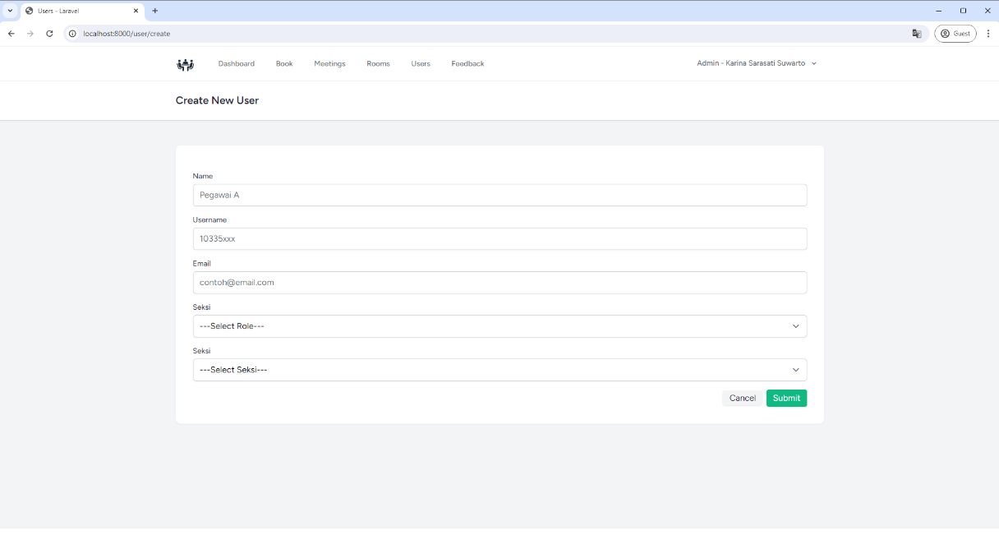 Users - Laravel
localhost:8000/user/create
Guest
Dashboard Book Meetings Rooms Users Feedback Admin - Karina Sarasati Suwarto
Create New User
Name
Pegawai A
Username
10335xxx
Email
contoh@email.com
Seksi
---Select Role---
Seksi
---Select Seksi---
Cancel Submit